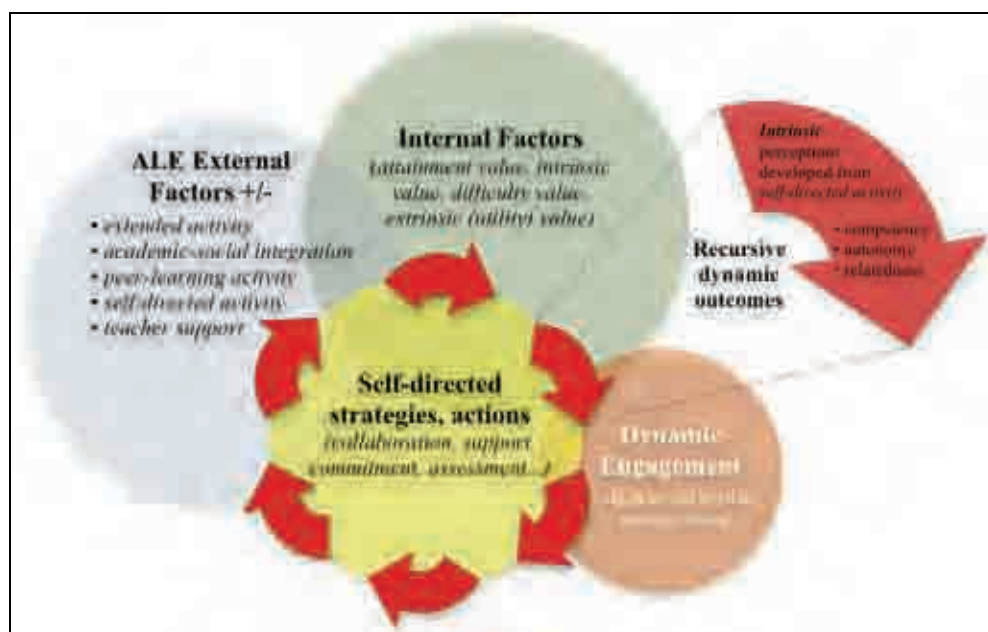 ALE External
Factors +/-
• extended activity
• academic-social integration
• peer-learning activity
• self-directed activity
• teacher support
Internal Factors
(attainment value, intrinsic
value, difficulty value
extrinsic (utility) value)
Self-directed
strategies, actions
(collaboration, support
commitment, assessment...)
Dynamic
Engagement
Recursive
dynamic
outcomes
Intrinsic
perceptions
developed from
self-directed activity
• competency
• autonomy
• relatedness